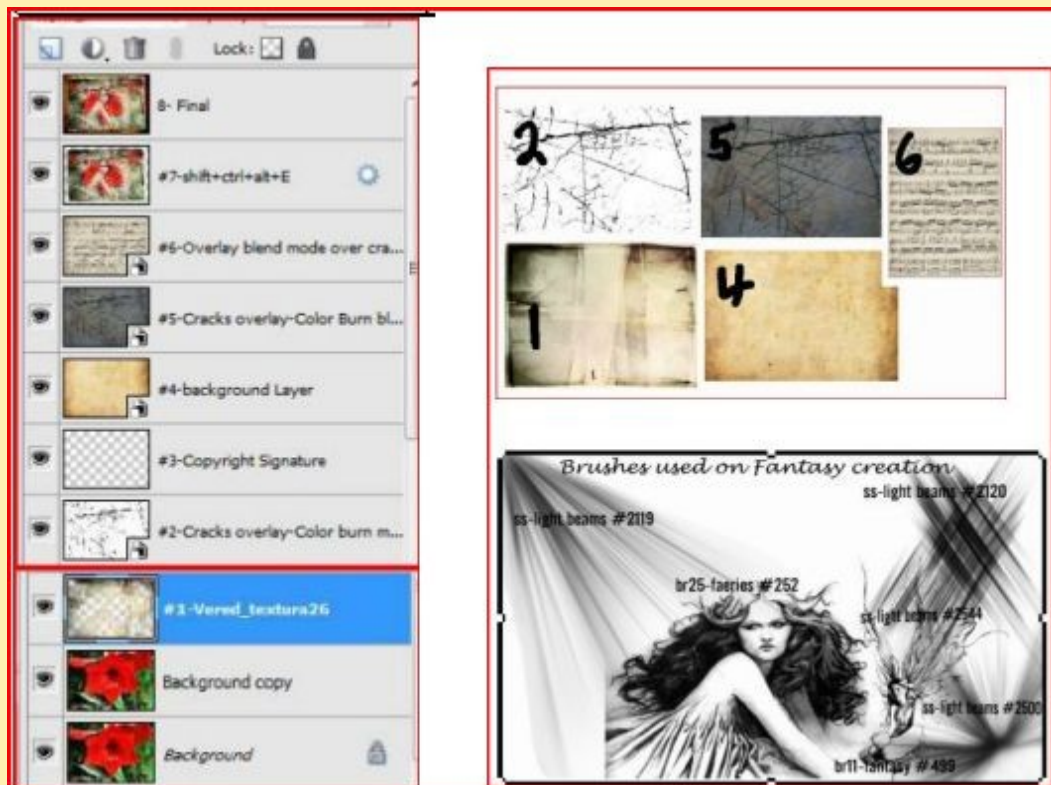 Lock:
8- Final
#7-shift+ctrl+alt+E
#6-Overlay blend mode over cra...
#5-Cracks overlay-Color Burn bl...
#4-background Layer
#3-Copyright Signature
#2-Cracks overlay-Color burn m...
#1-Vered_textura26
Background copy
Background
2
5
6
1
4
Brushes used on Fantasy creation
ss-light beams #2120
ss-light beams #2119
br25-faeries #252
ss-light beams #2544
ss-light beams #2500
br11-fantasy # 499